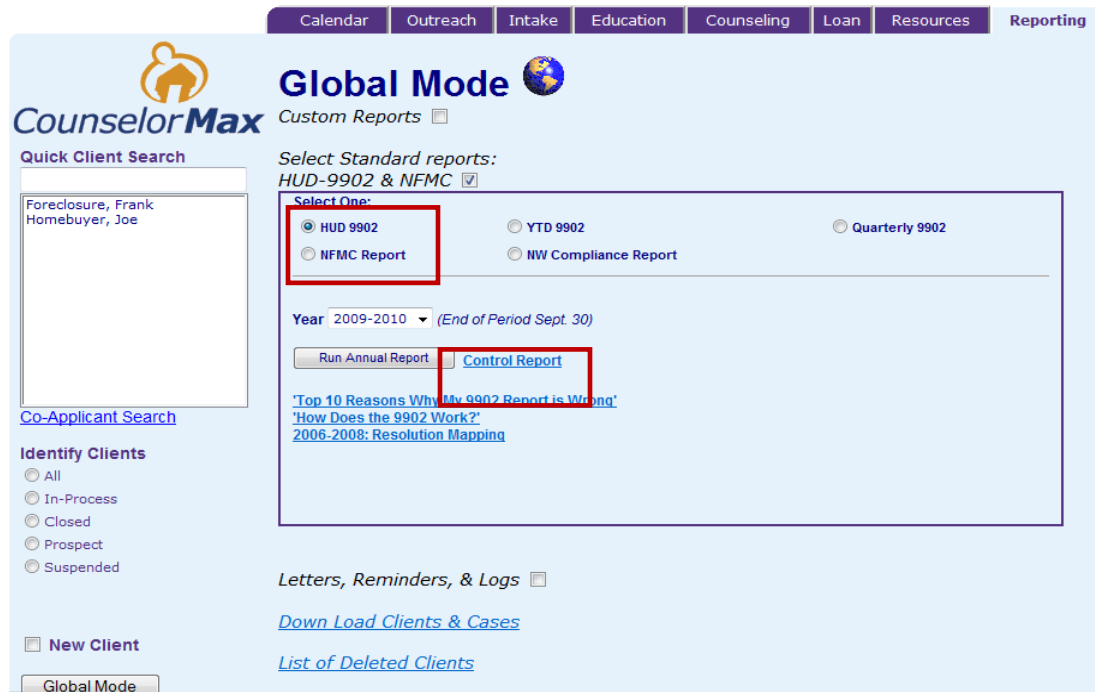 Calendar Outreach Intake Education Counseling Loan Resources Reporting
CounselorMax
Quick Client Search
Foreclosure, Frank
Homebuyer, Joe
Co-Applicant Search
Identify Clients
All
In-Process
Closed
Prospect
Suspended
New Client
Global Mode
Global Mode
Custom Reports
Select Standard reports:
HUD-9902 & NFMC
Select One:
HUD 9902 YTD 9902 Quarterly 9902
NFMC Report NW Compliance Report
Year 2009-2010 (End of Period Sept. 30)
Run Annual Report Control Report
'Top 10 Reasons Why My 9902 Report is Wrong'
'How Does the 9902 Work?'
2006-2008: Resolution Mapping
Letters, Reminders, & Logs
Down Load Clients & Cases
List of Deleted Clients